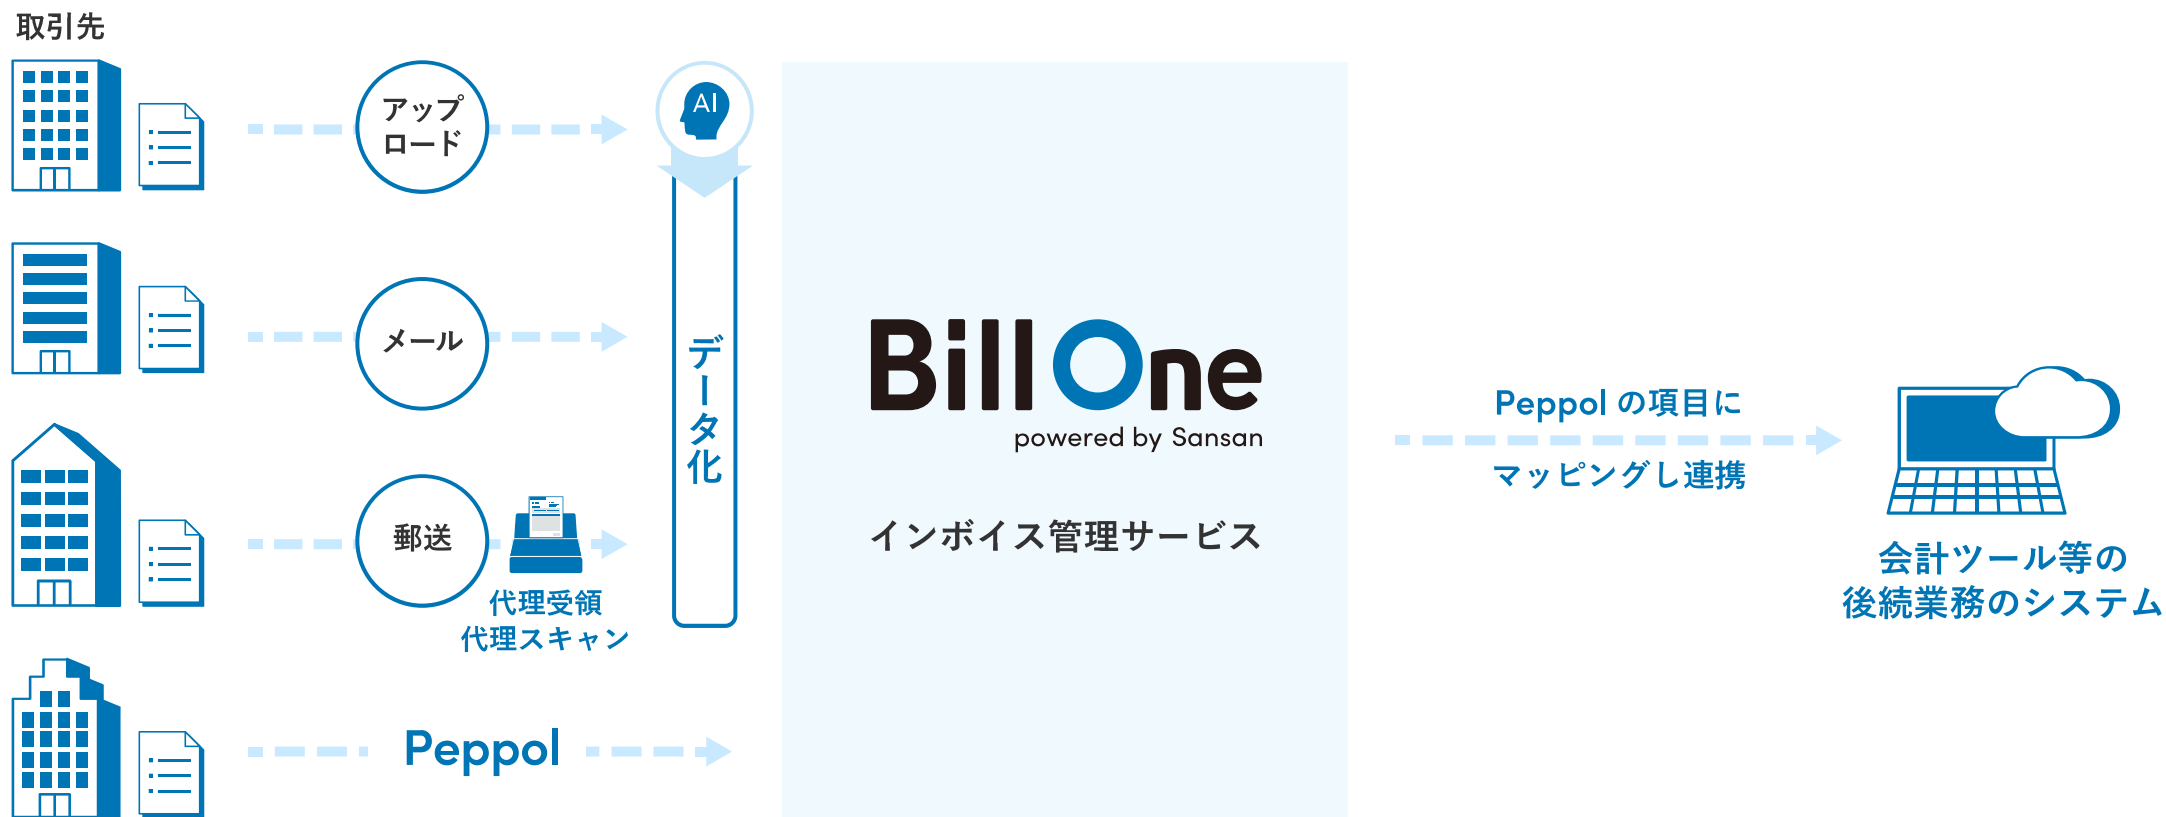 取引先
アップ
ロード
AI
メール
郵送
代理受領
代理スキャン
Peppol
データ化
Bill One
powered by Sansan
インボイス管理サービス
Peppol の項目に
マッピングし連携
会計ツール等の
後続業務のシステム